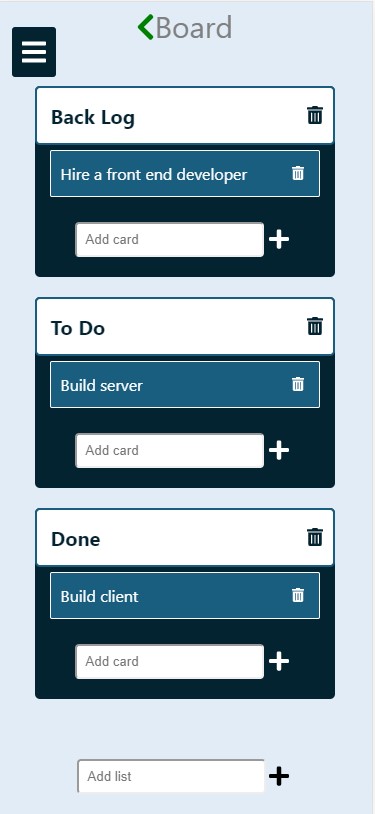 Board
Back Log
Hire a front end developer
Add card
To Do
Build server
Add card
Done
Build client
Add card
Add list